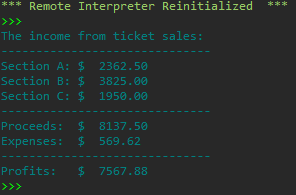 *** Remote Interpreter Reinitialized  ***
>>>
The income from ticket sales:
------------------------------
Section A: $  2362.50
Section B: $  3825.00
Section C: $  1950.00
------------------------------
Proceeds:  $  8137.50
Expenses:  $  569.62
------------------------------
Profits:   $  7567.88
>>>